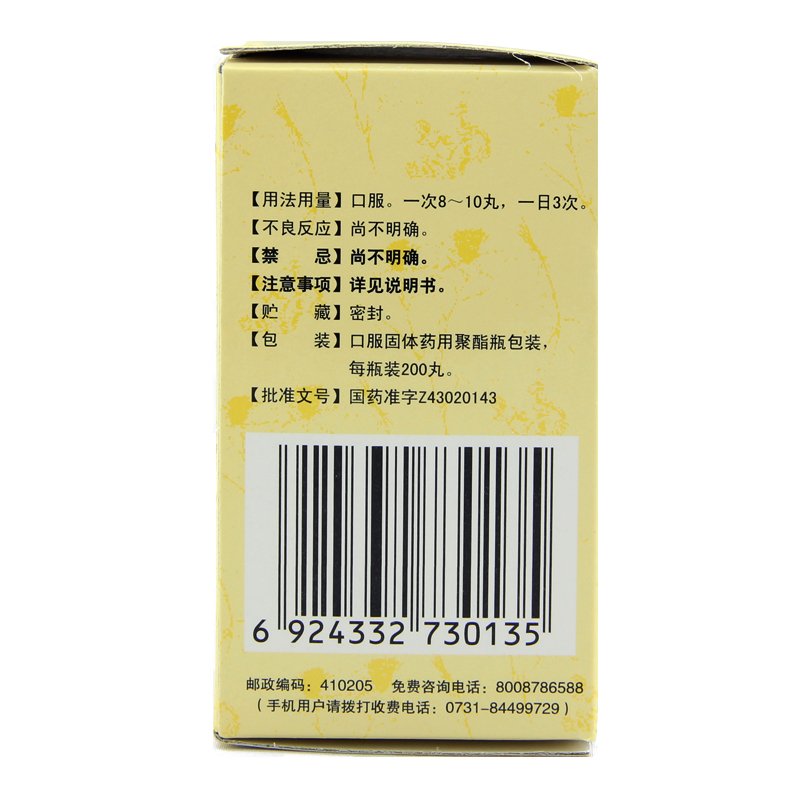 【用法用量】口服。一次8～10丸，一日3次。
【不良反应】尚不明确。
【禁　　忌】尚不明确。
【注意事项】详见说明书。
【贮　　藏】密封。
【包　　装】口服固体药用聚酯瓶包装，
每瓶装200丸。
【批准文号】国药准字Z43020143
6 924332 730135
邮政编码：410205　免费咨询电话：8008786588
（手机用户请拨打收费电话：0731-84499729）